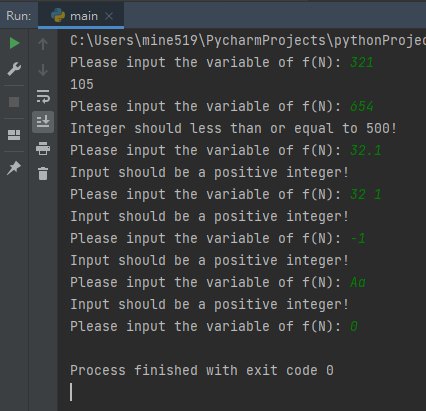 Run: main
C:\Users\mine519\PycharmProjects\pythonProjec
Please input the variable of f(N): 321
105
Please input the variable of f(N): 654
Integer should less than or equal to 500!
Please input the variable of f(N): 32.1
Input should be a positive integer!
Please input the variable of f(N): 32 1
Input should be a positive integer!
Please input the variable of f(N): -1
Input should be a positive integer!
Please input the variable of f(N): Aa
Input should be a positive integer!
Please input the variable of f(N): 0
Process finished with exit code 0